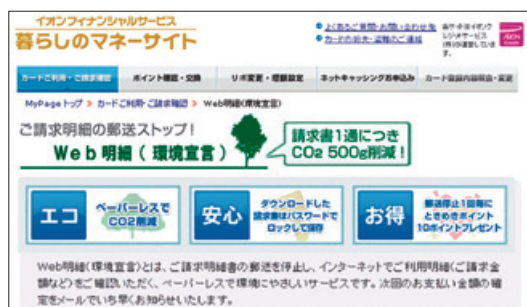 イオンフィナンシャルサービス
暮らしのマネーサイト
よくあるご質問・お問い合わせ
カードの紛失・盗難のご連絡
カードご利用・ご請求確認 ポイント確認・交換 リボ変更・増額設定 ネットキャッシングお申込み カード登録内容照会・変更
MyPageトップ > カードご利用・ご請求確認 > Web明細(環境宣言)
ご請求明細の郵送ストップ!
Web明細(環境宣言)
請求書1通につき
CO2 500g削減!
エコ
ペーパーレスで
CO2削減
安心
ダウンロードした
請求書はパスワードで
ロックして保存
お得
郵送停止1回毎に
ときめきポイント
10ポイントプレゼント
Web明細(環境宣言)とは、ご請求明細書の郵送を停止し、インターネットでご利用明細(ご請求金
額など)をご確認いただく、ペーパーレスで環境にやさしいサービスです。次回のお支払い金額の確
定をメールでいち早くお知らせいたします。